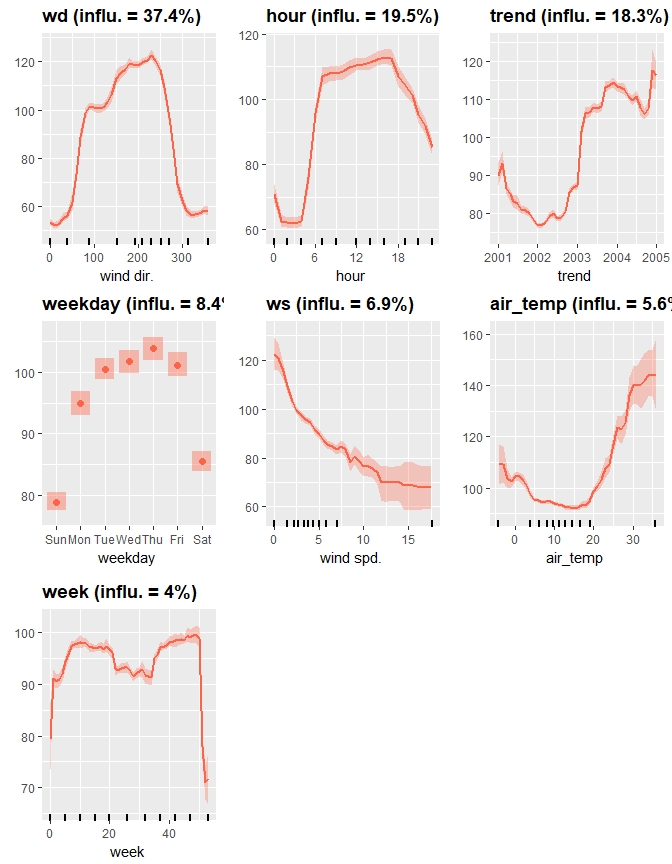 wd (influ. = 37.4%)
120
100
80
60
0 100 200 300
wind dir.
hour (influ. = 19.5%)
120
100
80
60
0 6 12 18
hour
trend (influ. = 18.3%)
120
110
100
90
80
2001 2002 2003 2004 2005
trend
weekday (influ. = 8.4%
100
90
80
Sun Mon Tue Wed Thu Fri Sat
weekday
ws (influ. = 6.9%)
120
100
80
60
0 5 10 15
wind spd.
air_temp (influ. = 5.6%
160
140
120
100
0 10 20 30
air_temp
week (influ. = 4%)
100
90
80
70
0 20 40
week